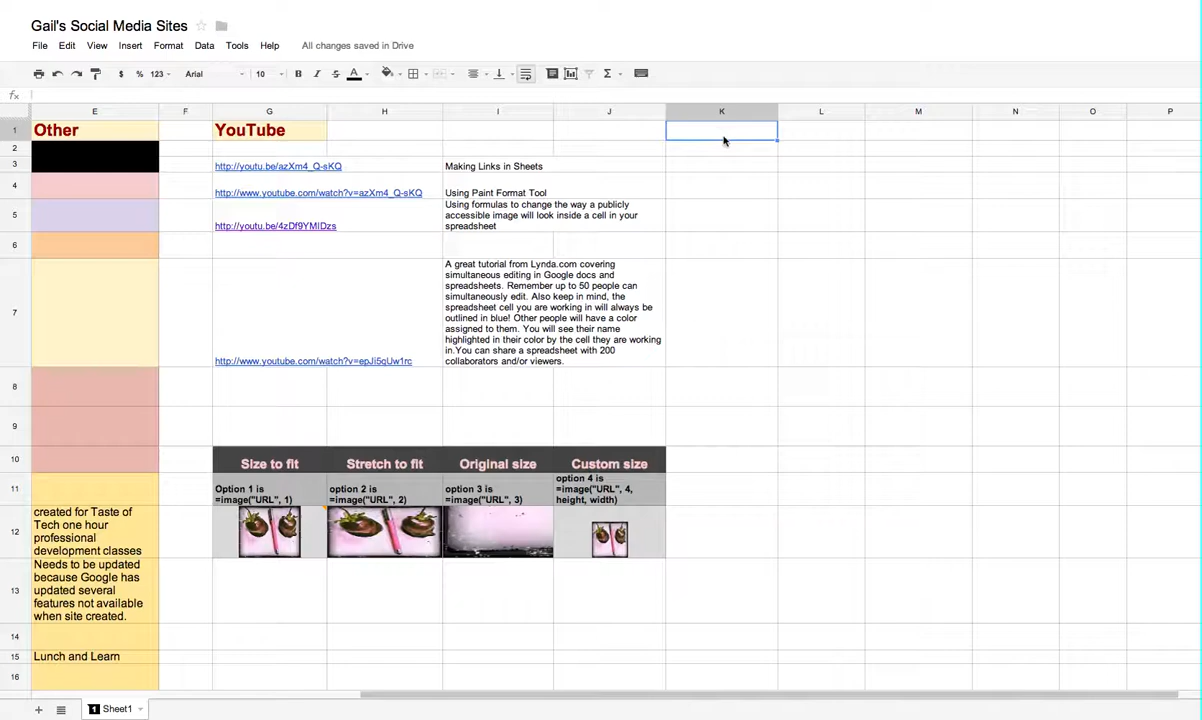 Gail's Social Media Sites
File Edit View Insert Format Data Tools Help All changes saved in Drive
$ % 123 Arial 10 B I S A Σ
fx
E F G H I J K L M N O P
1 Other YouTube
2
3 http://youtu.be/azXm4_Q-sKQ Making Links in Sheets
4 http://www.youtube.com/watch?v=azXm4_Q-sKQ Using Paint Format Tool
Using formulas to change the way a publicly
5 accessible image will look inside a cell in your
http://youtu.be/4zDf9YMIDzs spreadsheet
6
A great tutorial from Lynda.com covering
simultaneous editing in Google docs and
spreadsheets. Remember up to 50 people can
simultaneously edit. Also keep in mind, the
spreadsheet cell you are working in will always be
7 outlined in blue! Other people will have a color
assigned to them. You will see their name
highlighted in their color by the cell they are working
in.You can share a spreadsheet with 200
http://www.youtube.com/watch?v=epJi5qUw1rc collaborators and/or viewers.
8
9
10 Size to fit Stretch to fit Original size Custom size
11 Option 1 is
=image("URL", 1)
option 2 is
=image("URL", 2)
option 3 is
=image("URL", 3)
option 4 is
=image("URL", 4,
height, width)
created for Taste of
Tech one hour
12 professional
development classes
Needs to be updated
because Google has
13 updated several
features not available
when site created.
14
15 Lunch and Learn
16
+ 1 Sheet1